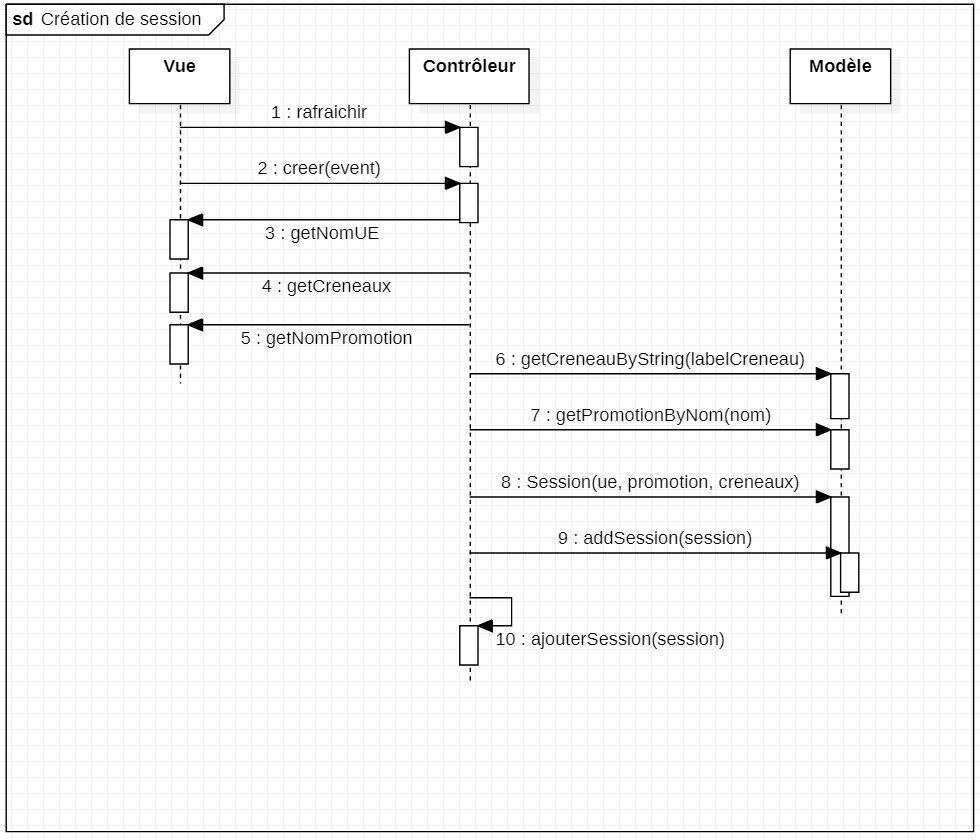 sd Création de session
Vue
Contrôleur
Modèle
1 : rafraichir
2 : creer(event)
3 : getNomUE
4 : getCreneaux
5 : getNomPromotion
6 : getCreneauByString(labelCreneau)
7 : getPromotionByNom(nom)
8 : Session(ue, promotion, creneaux)
9 : addSession(session)
10 : ajouterSession(session)